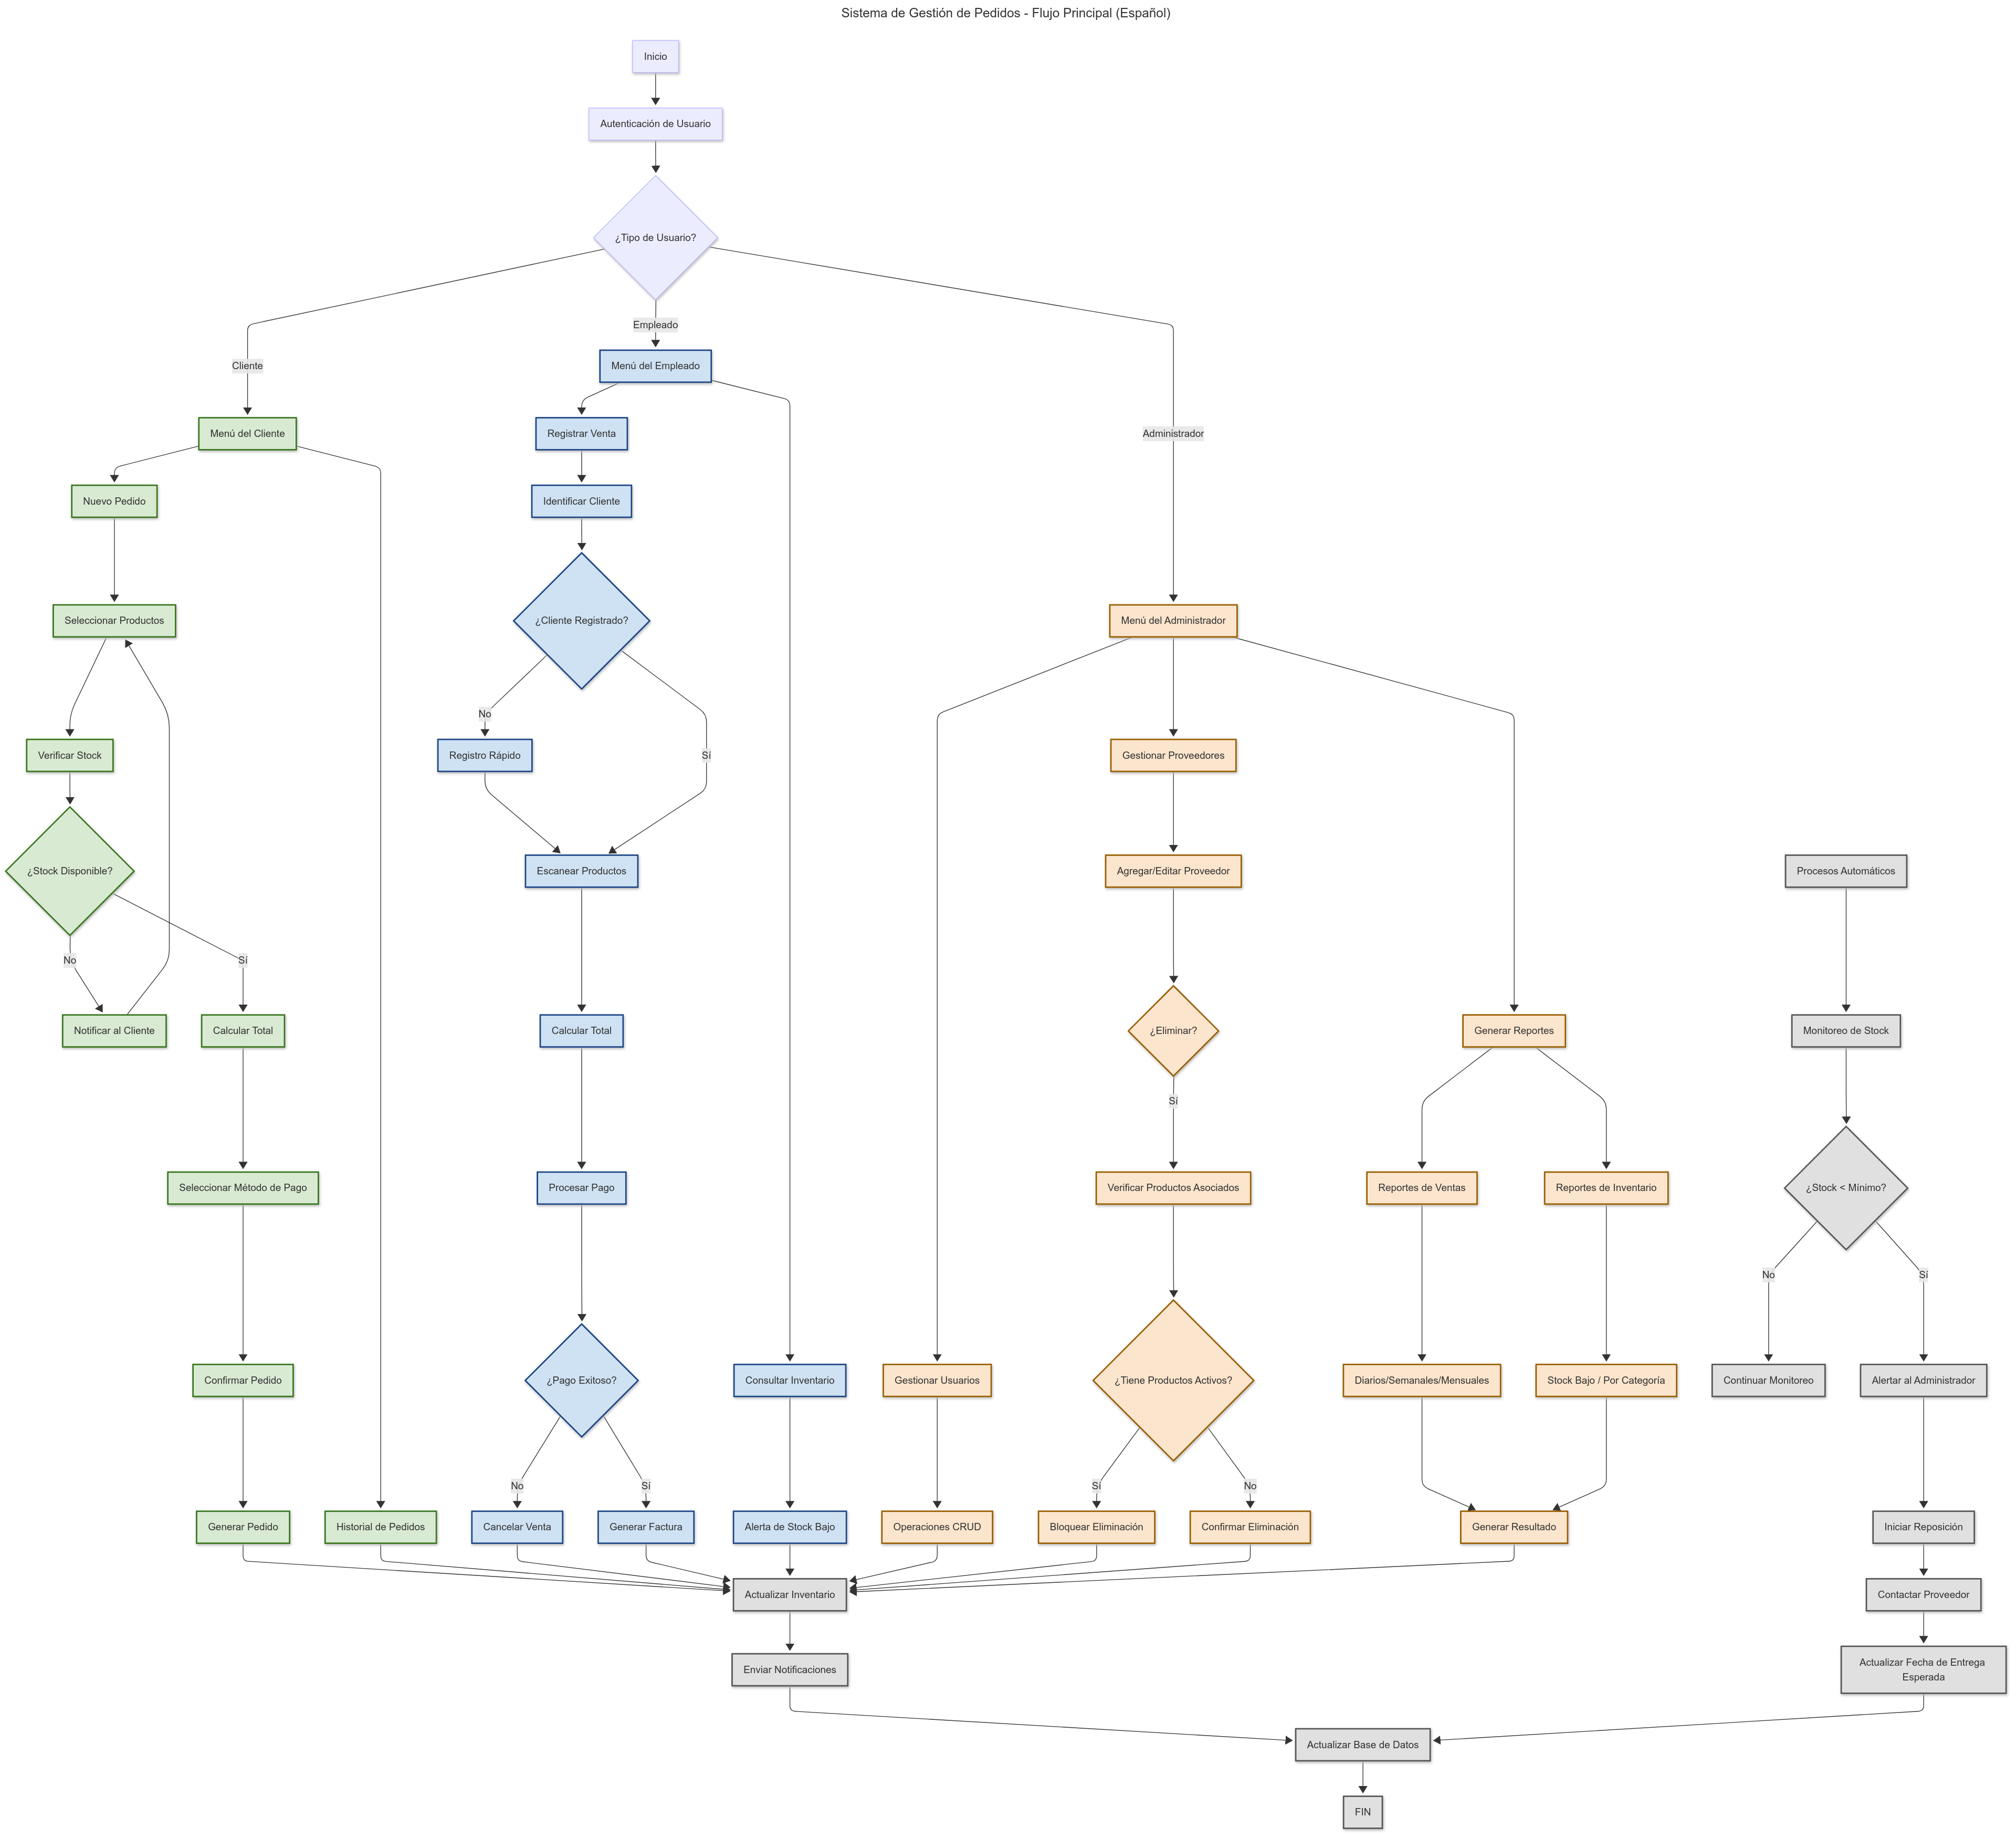 Sistema de Gestión de Pedidos - Flujo Principal (Español)
Inicio
Autenticación de Usuario
¿Tipo de Usuario?
Empleado
Cliente
Menú del Empleado
Menú del Cliente
Registrar Venta
Administrador
Nuevo Pedido
Identificar Cliente
Seleccionar Productos
¿Cliente Registrado?
Menú del Administrador
No
Verificar Stock
Registro Rápido
Sí
Gestionar Proveedores
¿Stock Disponible?
Escanear Productos
Agregar/Editar Proveedor
Procesos Automáticos
No
Sí
Notificar al Cliente
Calcular Total
Calcular Total
¿Eliminar?
Generar Reportes
Monitoreo de Stock
Sí
Seleccionar Método de Pago
Procesar Pago
Verificar Productos Asociados
Reportes de Ventas
Reportes de Inventario
¿Stock < Mínimo?
No
Sí
Confirmar Pedido
¿Pago Exitoso?
Consultar Inventario
Gestionar Usuarios
¿Tiene Productos Activos?
Diarios/Semanales/Mensuales
Stock Bajo / Por Categoría
Continuar Monitoreo
Alertar al Administrador
No
Sí
Sí
No
Generar Pedido
Historial de Pedidos
Cancelar Venta
Generar Factura
Alerta de Stock Bajo
Operaciones CRUD
Bloquear Eliminación
Confirmar Eliminación
Generar Resultado
Iniciar Reposición
Actualizar Inventario
Contactar Proveedor
Enviar Notificaciones
Actualizar Fecha de Entrega
Esperada
Actualizar Base de Datos
FIN